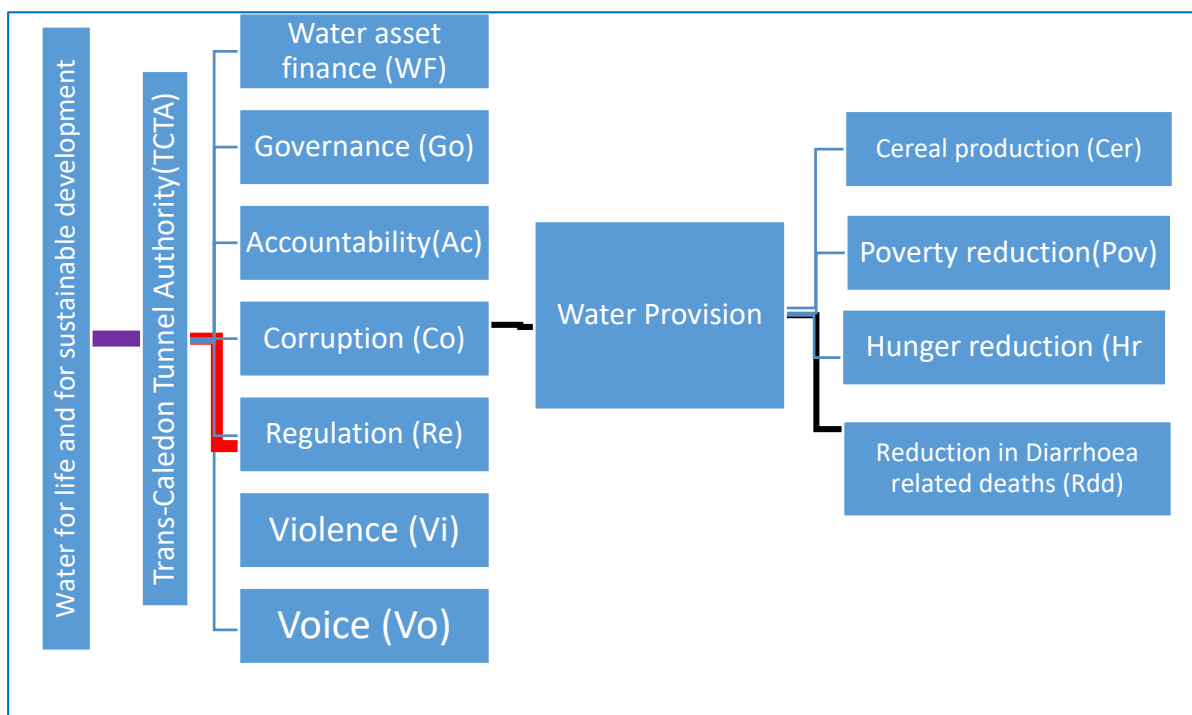 Water for life and for sustainable development
Trans-Caledon Tunnel Authority(TCTA)
Water asset
finance (WF)
Governance (Go)
Accountability(Ac)
Corruption (Co)
Regulation (Re)
Violence (Vi)
Voice (Vo)
Water Provision
Cereal production (Cer)
Poverty reduction(Pov)
Hunger reduction (Hr
Reduction in Diarrhoea
related deaths (Rdd)